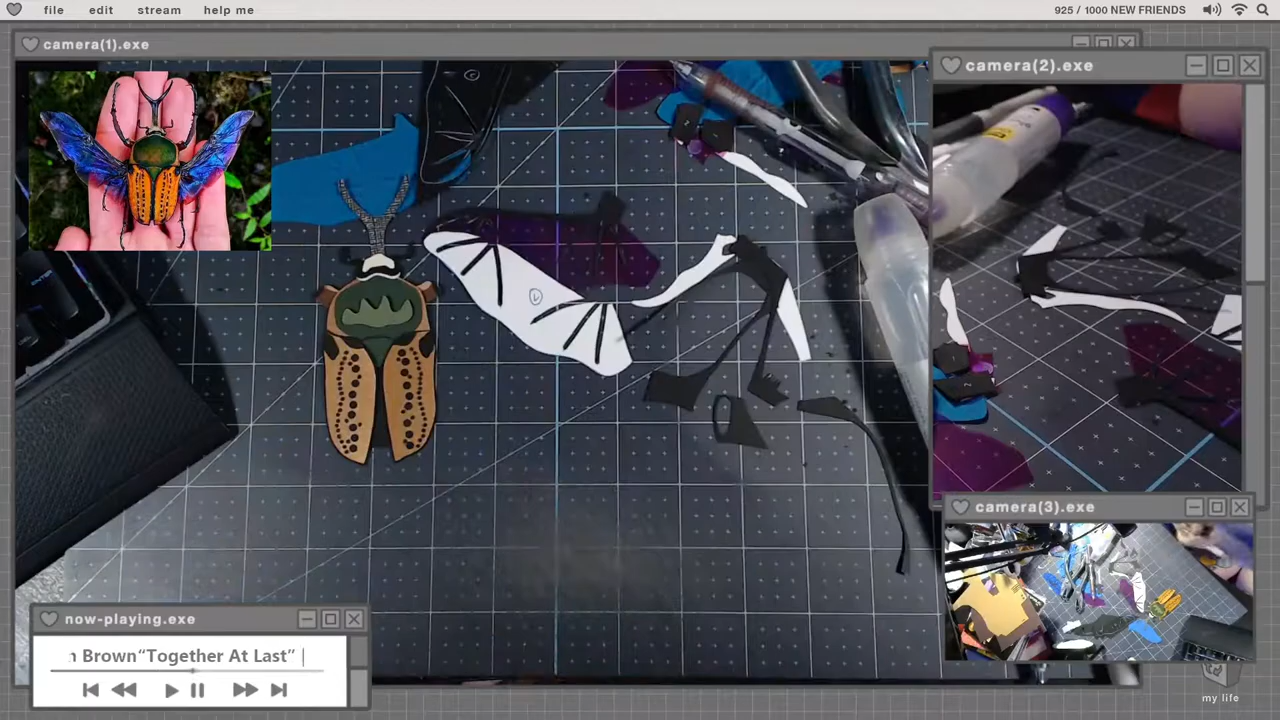 file edit stream help me
925 / 1000 NEW FRIENDS
camera(1).exe
camera(2).exe
camera(3).exe
now-playing.exe
Brown“Together At Last” |
my life